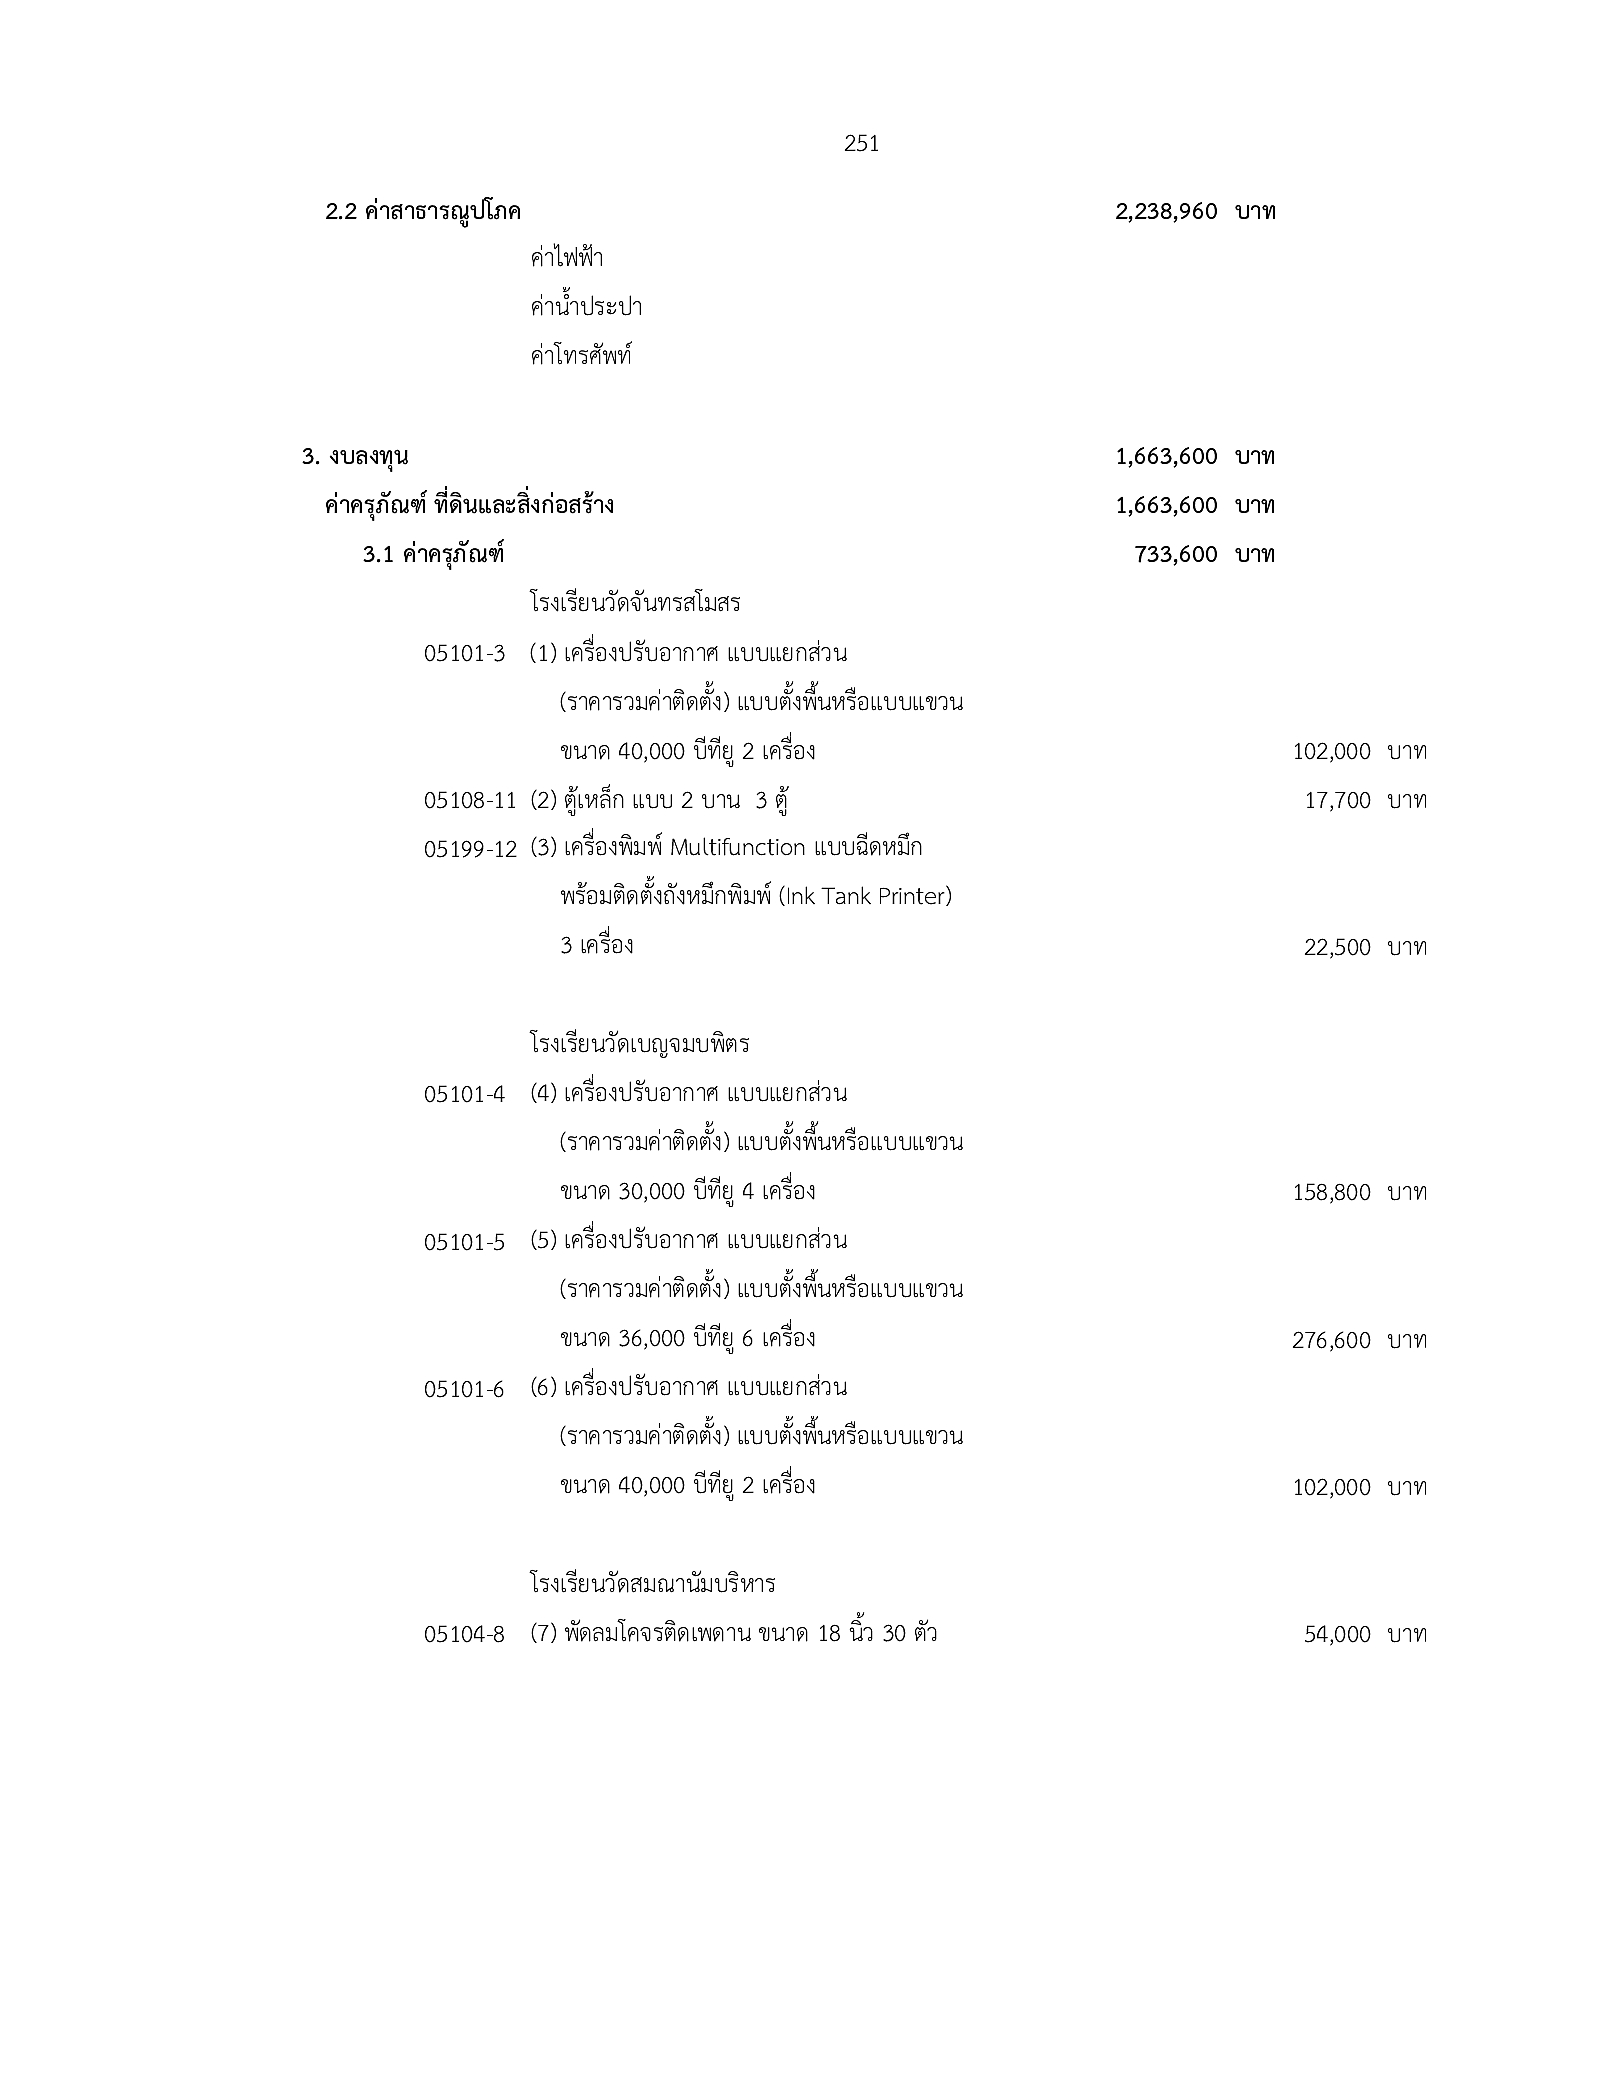 251
2.2 ค่าสาธารณูปโภค 2,238,960 บาท
ค่าไฟฟ้า
ค่าน้ำประปา
ค่าโทรศัพท์
3. งบลงทุน 1,663,600 บาท
ค่าครุภัณฑ์ ที่ดินและสิ่งก่อสร้าง 1,663,600 บาท
3.1 ค่าครุภัณฑ์ 733,600 บาท
โรงเรียนวัดจันทรสโมสร
05101-3 (1) เครื่องปรับอากาศ แบบแยกส่วน
(ราคารวมค่าติดตั้ง) แบบตั้งพื้นหรือแบบแขวน
ขนาด 40,000 บีทียู 2 เครื่อง 102,000 บาท
05108-11 (2) ตู้เหล็ก แบบ 2 บาน 3 ตู้ 17,700 บาท
05199-12 (3) เครื่องพิมพ์ Multifunction แบบฉีดหมึก
พร้อมติดตั้งถังหมึกพิมพ์ (Ink Tank Printer)
3 เครื่อง 22,500 บาท
โรงเรียนวัดเบญจมบพิตร
05101-4 (4) เครื่องปรับอากาศ แบบแยกส่วน
(ราคารวมค่าติดตั้ง) แบบตั้งพื้นหรือแบบแขวน
ขนาด 30,000 บีทียู 4 เครื่อง 158,800 บาท
05101-5 (5) เครื่องปรับอากาศ แบบแยกส่วน
(ราคารวมค่าติดตั้ง) แบบตั้งพื้นหรือแบบแขวน
ขนาด 36,000 บีทียู 6 เครื่อง 276,600 บาท
05101-6 (6) เครื่องปรับอากาศ แบบแยกส่วน
(ราคารวมค่าติดตั้ง) แบบตั้งพื้นหรือแบบแขวน
ขนาด 40,000 บีทียู 2 เครื่อง 102,000 บาท
โรงเรียนวัดสมณานัมบริหาร
05104-8 (7) พัดลมโคจรติดเพดาน ขนาด 18 นิ้ว 30 ตัว 54,000 บาท